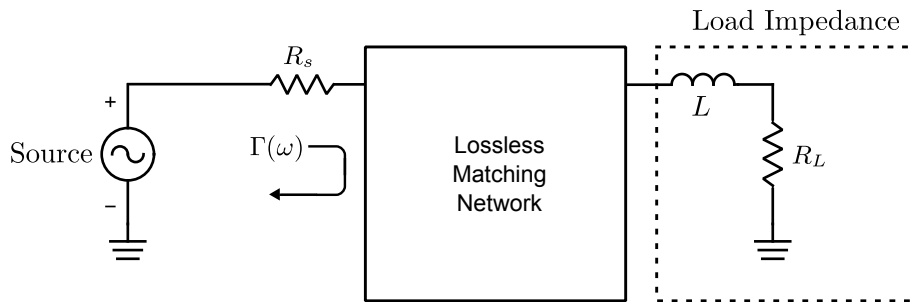 Load Impedance
R_s
L
+
Source
Γ(ω)
Lossless
Matching
Network
R_L
−